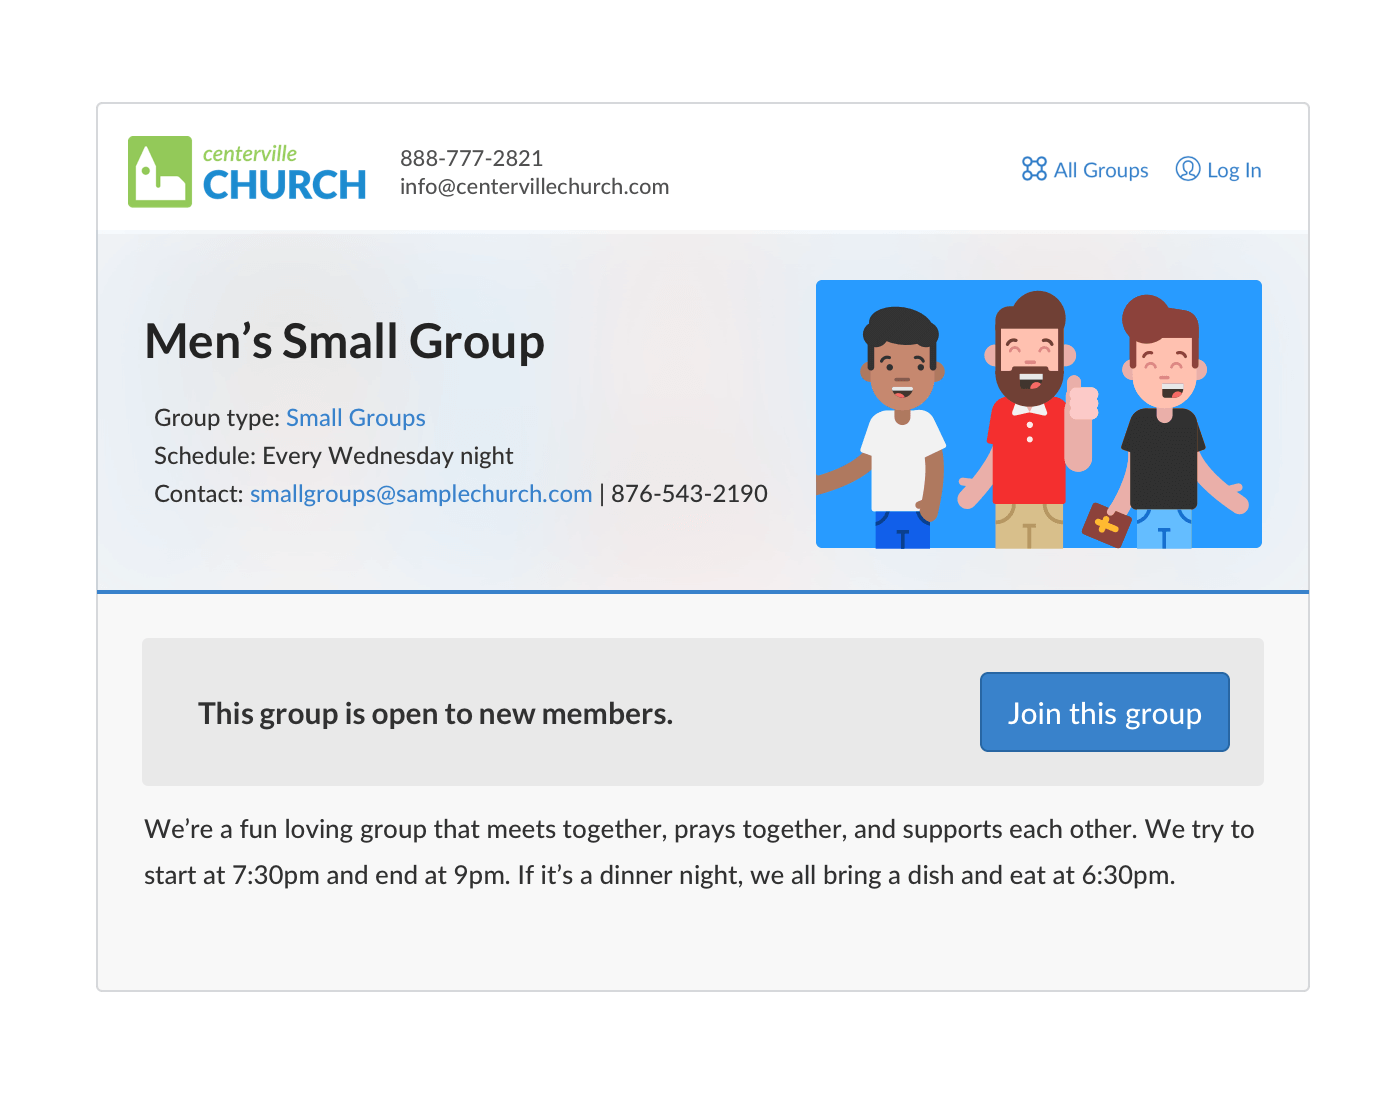 centerville
CHURCH
888-777-2821
info@centervillechurch.com
All Groups
Log In
Men’s Small Group
Group type: Small Groups
Schedule: Every Wednesday night
Contact: smallgroups@samplechurch.com | 876-543-2190
This group is open to new members.
Join this group
We’re a fun loving group that meets together, prays together, and supports each other. We try to
start at 7:30pm and end at 9pm. If it’s a dinner night, we all bring a dish and eat at 6:30pm.